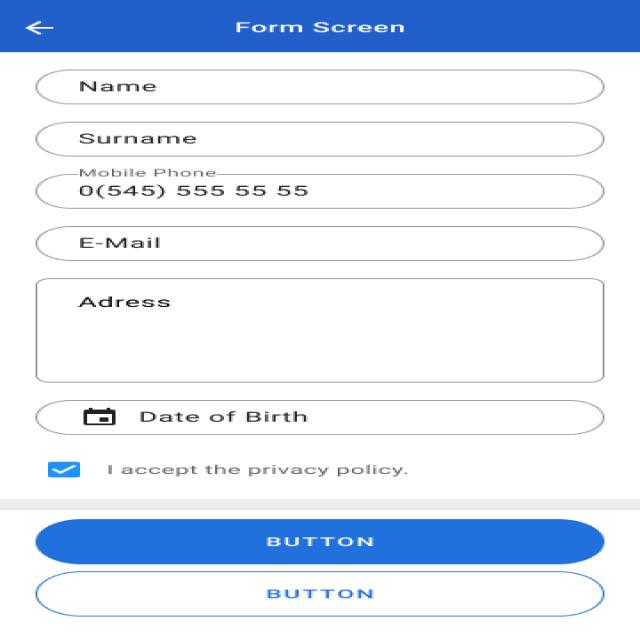 Form Screen
Name
Surname
Mobile Phone
0(545) 555 55 55
E-Mail
Adress
Date of Birth
I accept the privacy policy.
BUTTON
BUTTON